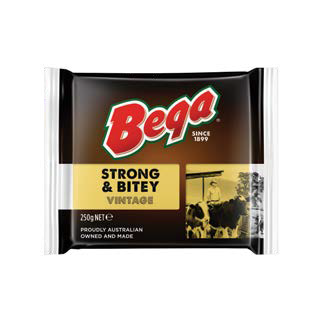 Bega
®
SINCE
1899
STRONG
& BITEY
VINTAGE
250g NET ℮
PROUDLY AUSTRALIAN
OWNED AND MADE